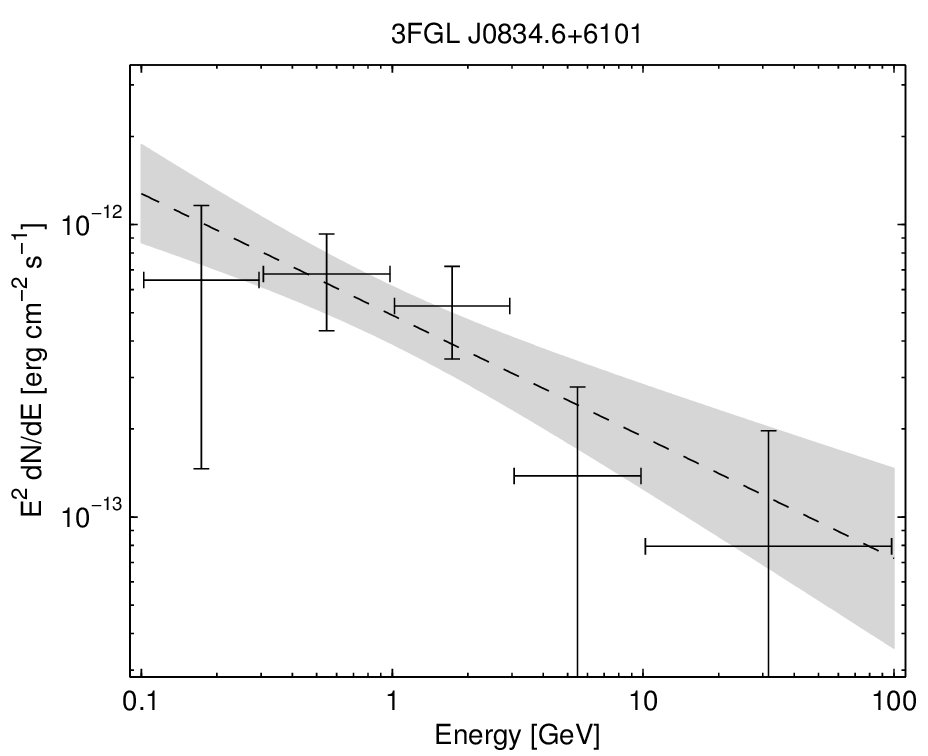 3FGL J0834.6+6101
E² dN/dE [erg cm⁻² s⁻¹]
10⁻¹²
10⁻¹³
0.1 1 10 100
Energy [GeV]